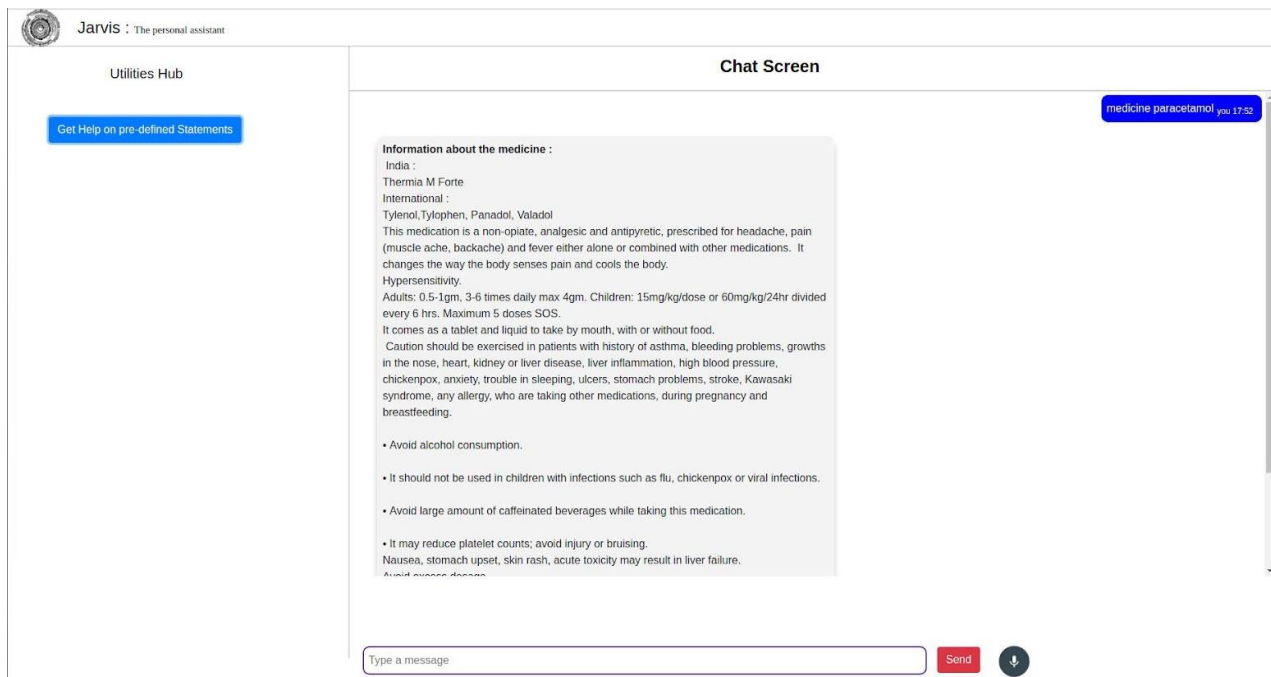 Jarvis : The personal assistant
Utilities Hub
Get Help on pre-defined Statements
Chat Screen
medicine paracetamol you 17:52
Information about the medicine :
India :
Thermia M Forte
International :
Tylenol,Tylophen, Panadol, Valadol
This medication is a non-opiate, analgesic and antipyretic, prescribed for headache, pain
(muscle ache, backache) and fever either alone or combined with other medications. It
changes the way the body senses pain and cools the body.
Hypersensitivity.
Adults: 0.5-1gm, 3-6 times daily max 4gm. Children: 15mg/kg/dose or 60mg/kg/24hr divided
every 6 hrs. Maximum 5 doses SOS.
It comes as a tablet and liquid to take by mouth, with or without food.
Caution should be exercised in patients with history of asthma, bleeding problems, growths
in the nose, heart, kidney or liver disease, liver inflammation, high blood pressure,
chickenpox, anxiety, trouble in sleeping, ulcers, stomach problems, stroke, Kawasaki
syndrome, any allergy, who are taking other medications, during pregnancy and
breastfeeding.
• Avoid alcohol consumption.
• It should not be used in children with infections such as flu, chickenpox or viral infections.
• Avoid large amount of caffeinated beverages while taking this medication.
• It may reduce platelet counts; avoid injury or bruising.
Nausea, stomach upset, skin rash, acute toxicity may result in liver failure.
Avoid excess dosage
Type a message
Send